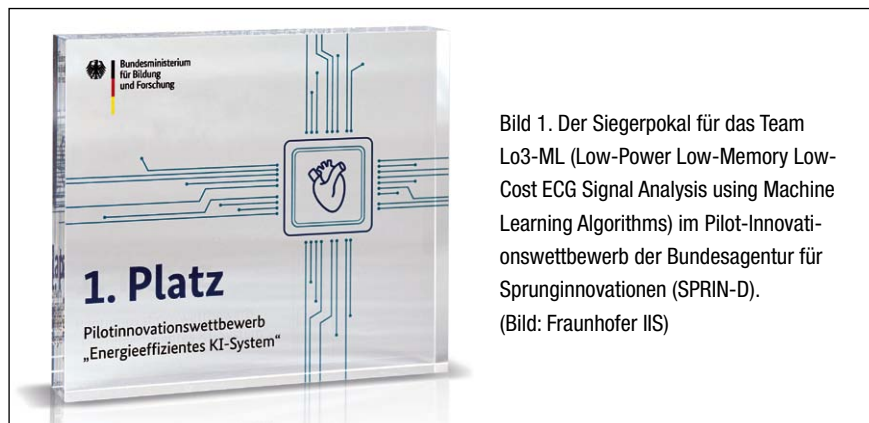 Bundesministerium
für Bildung
und Forschung
1. Platz
Pilotinnovationswettbewerb
„Energieeffizientes KI-System“
Bild 1. Der Siegerpokal für das Team
Lo3-ML (Low-Power Low-Memory Low-
Cost ECG Signal Analysis using Machine
Learning Algorithms) im Pilot-Innovati-
onswettbewerb der Bundesagentur für
Sprunginnovationen (SPRIN-D).
(Bild: Fraunhofer IIS)